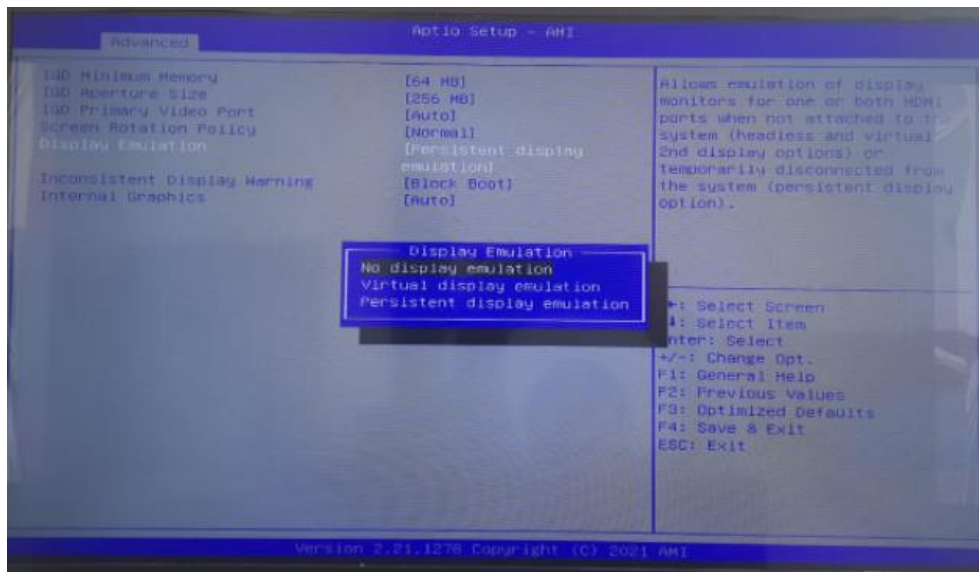 Aptio Setup - AMI
Advanced
IGD Minimum Memory [64 MB]
IGD Aperture Size [256 MB]
IGD Primary Video Port [Auto]
Screen Rotation Policy [Normal]
Display Emulation [Persistent display
emulation]
Inconsistent Display Warning [Block Boot]
Internal Graphics [Auto]
Allows emulation of display
monitors for one or both HDMI
ports when not attached to the
system (headless and virtual
2nd display options) or
temporarily disconnected from
the system (persistent display
option).
Display Emulation
No display emulation
Virtual display emulation
Persistent display emulation
: Select Screen
: Select Item
nter: Select
+/-: Change Opt.
F1: General Help
F2: Previous Values
F3: Optimized Defaults
F4: Save & Exit
ESC: Exit
Version 2.21.1278 Copyright (C) 2021 AMI